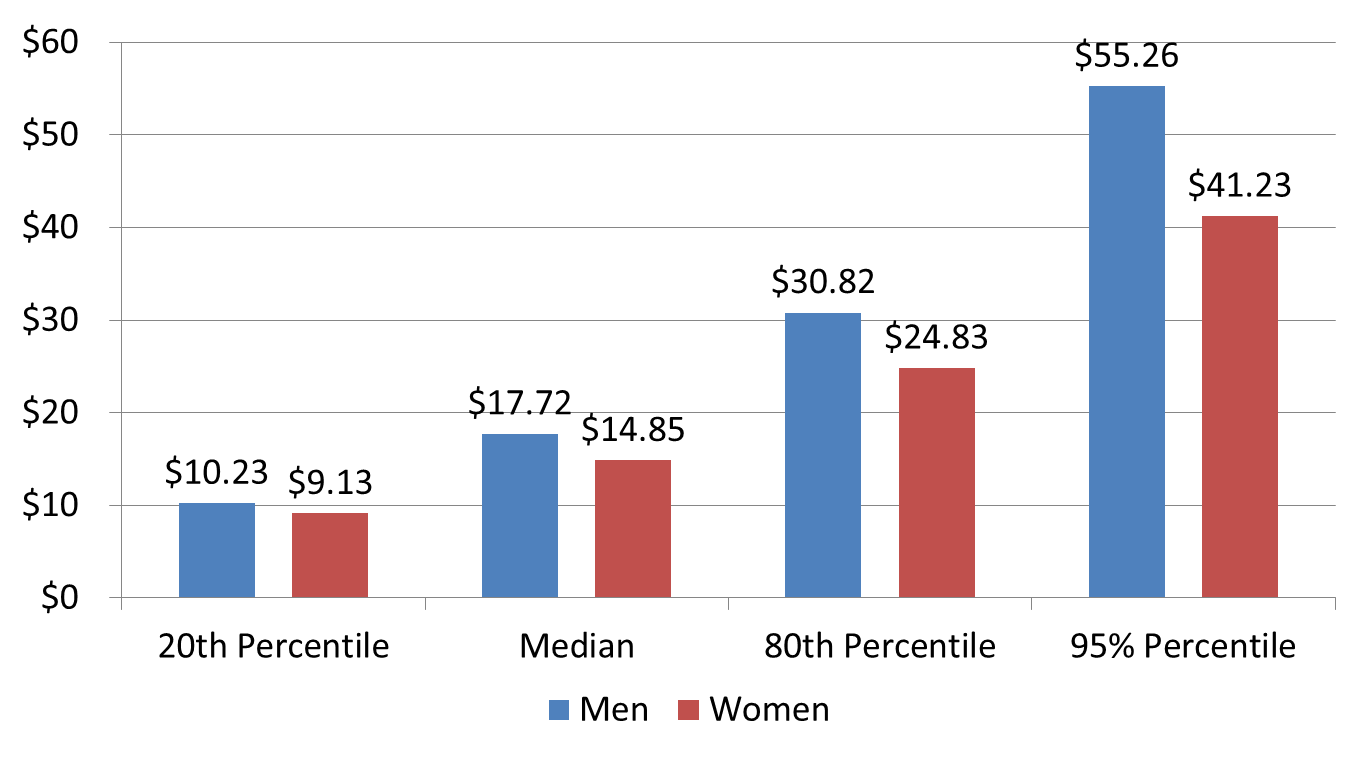 $60
$50
$40
$30
$20
$10
$0
$10.23
$9.13
$17.72
$14.85
$30.82
$24.83
$55.26
$41.23
20th Percentile
Median
80th Percentile
95% Percentile
Men
Women